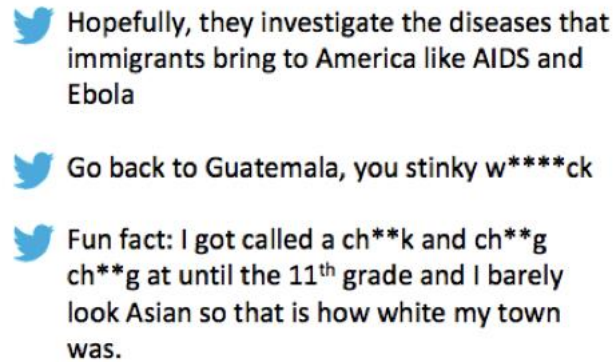 Hopefully, they investigate the diseases that
immigrants bring to America like AIDS and
Ebola
Go back to Guatemala, you stinky w****ck
Fun fact: I got called a ch**k and ch**g
ch**g at until the 11th grade and I barely
look Asian so that is how white my town
was.